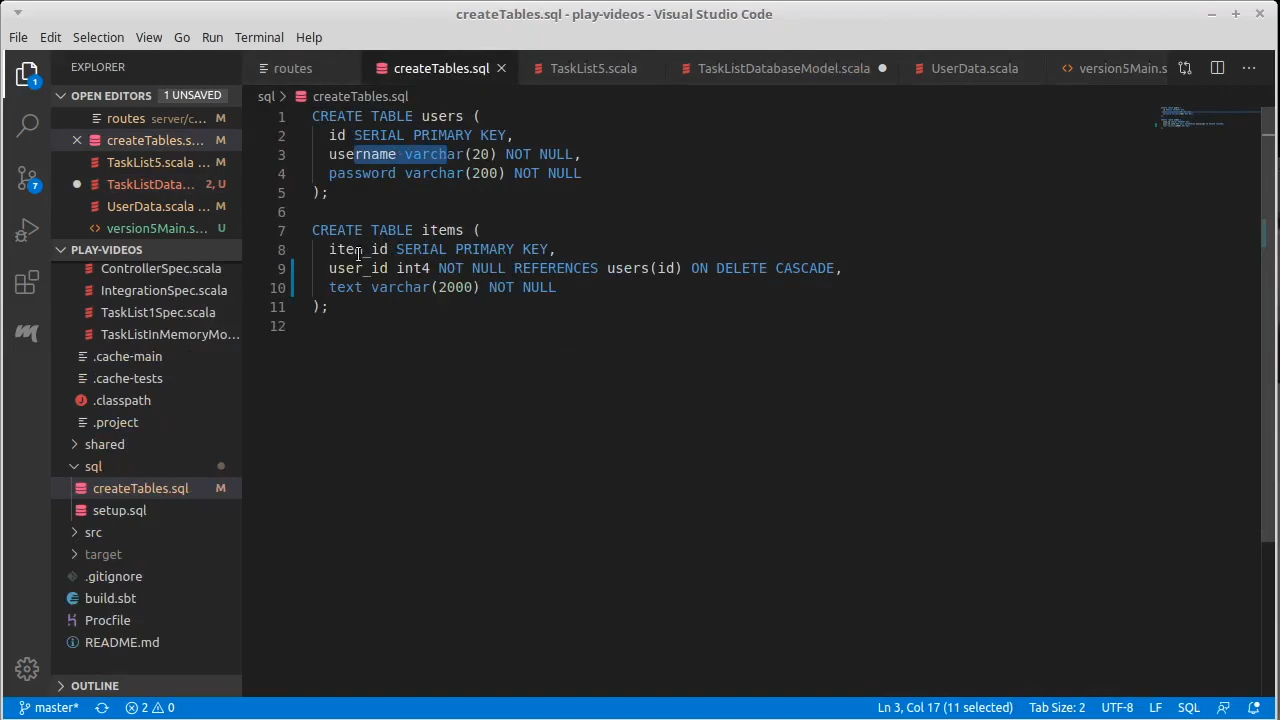 createTables.sql - play-videos - Visual Studio Code
File Edit Selection View Go Run Terminal Help
EXPLORER
routes createTables.sql TaskList5.scala TaskListDatabaseModel.scala UserData.scala version5Main.s
OPEN EDITORS 1 UNSAVED
routes server/c... M
createTables.s... M
TaskList5.scala ... M
TaskListData... 2, U
UserData.scala ... M
version5Main.s... U
PLAY-VIDEOS
ControllerSpec.scala
IntegrationSpec.scala
TaskList1Spec.scala
TaskListInMemoryMo...
.cache-main
.cache-tests
.classpath
.project
shared
sql
createTables.sql M
setup.sql
src
target
.gitignore
build.sbt
Procfile
README.md
OUTLINE
1
7
sql > createTables.sql
1 CREATE TABLE users (
2 id SERIAL PRIMARY KEY,
3 username varchar(20) NOT NULL,
4 password varchar(200) NOT NULL
5 );
6
7 CREATE TABLE items (
8 item_id SERIAL PRIMARY KEY,
9 user_id int4 NOT NULL REFERENCES users(id) ON DELETE CASCADE,
10 text varchar(2000) NOT NULL
11 );
12
master* 2 0 Ln 3, Col 17 (11 selected) Tab Size: 2 UTF-8 LF SQL